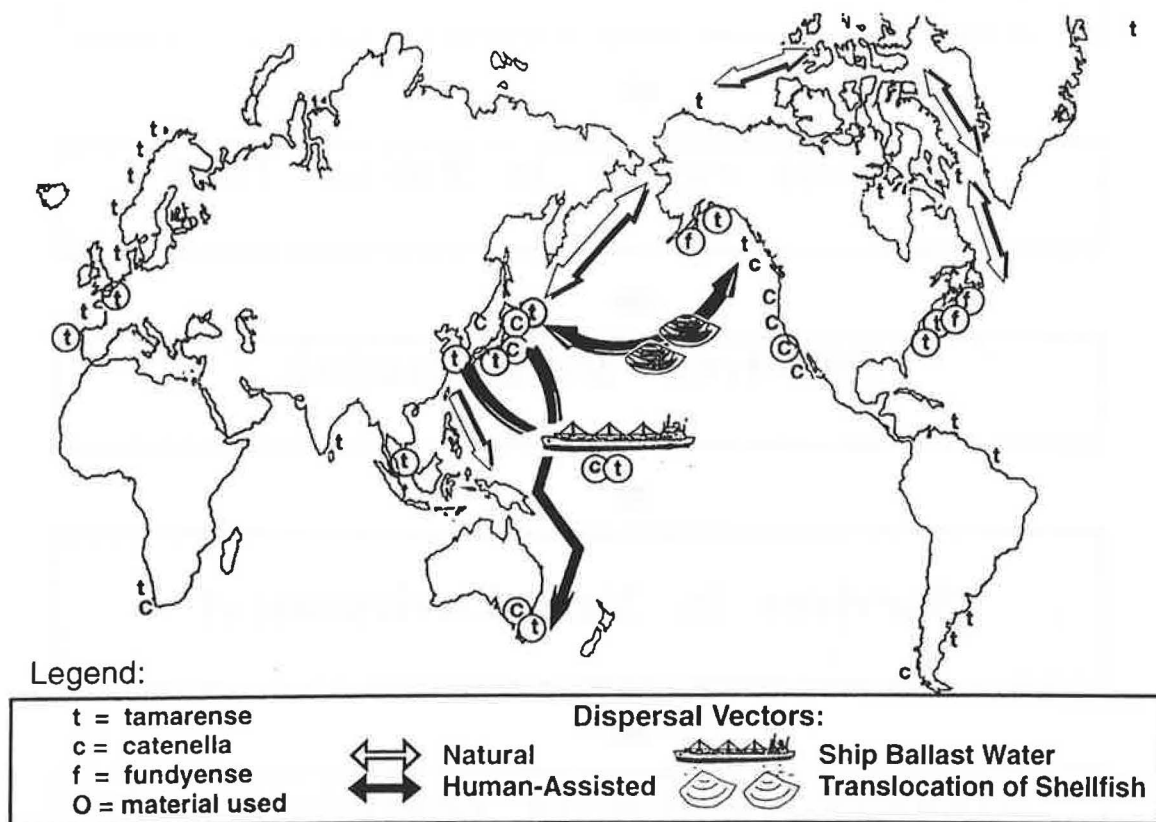 t
t
t
t
t
t
t
t
t
f
t
t
c
t
t
f
c
t
c
c
c
f
t
t
c
c
t
t
t
c
c
t
t
t
t
c t
t
c
c
t
t
t
c
Legend:
t = tamarense
c = catenella
f = fundyense
O = material used
Dispersal Vectors:
Natural
Human-Assisted
Ship Ballast Water
Translocation of Shellfish